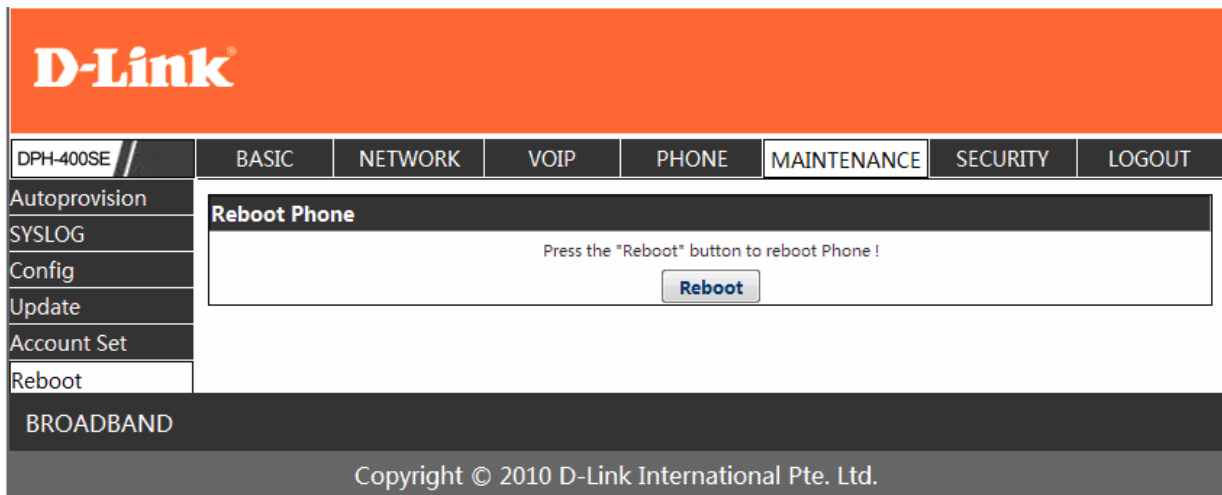 D-Link®
DPH-400SE BASIC NETWORK VOIP PHONE MAINTENANCE SECURITY LOGOUT
Autoprovision
SYSLOG
Config
Update
Account Set
Reboot
Reboot Phone
Press the "Reboot" button to reboot Phone !
Reboot
BROADBAND
Copyright © 2010 D-Link International Pte. Ltd.